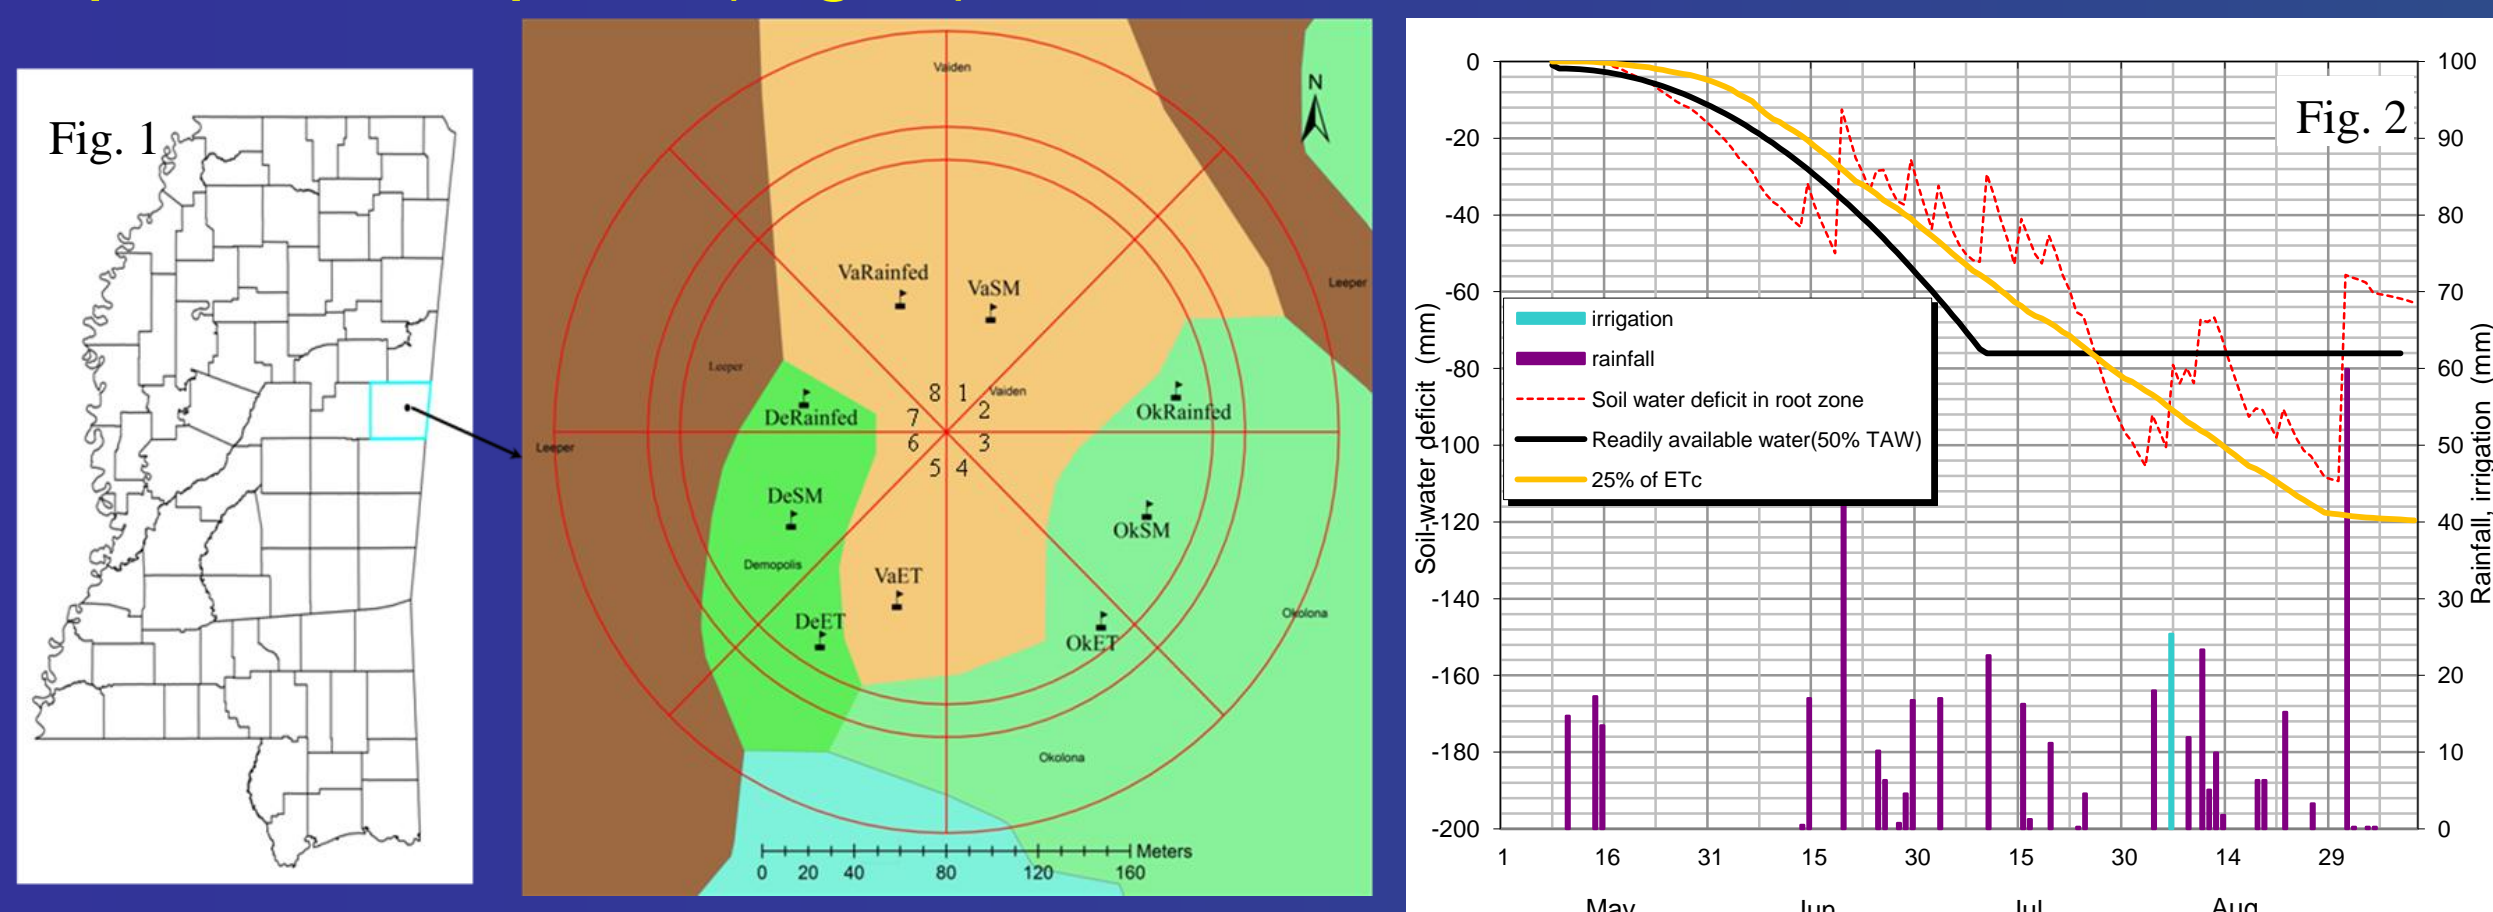 Fig. 1
Vaiden
N
VaRainfed
VaSM
Leeper
Leeper
DeRainfed
8 1
Vaiden
7 2
OkRainfed
6 3
5 4
Leeper
DeSM
OkSM
Demopolis
VaET
DeET
OkET
Okolona
Okolona
Meters
0 20 40 80 120 160
Fig. 2
0
-20
-40
-60
-80
-100
-120
-140
-160
-180
-200
Soil-water deficit (mm)
irrigation
rainfall
Soil water deficit in root zone
Readily available water(50% TAW)
25% of ETc
100
90
80
70
60
50
40
30
20
10
0
Rainfall, irrigation (mm)
1 16 31 15 30 15 30 14 29
May Jun Jul Aug